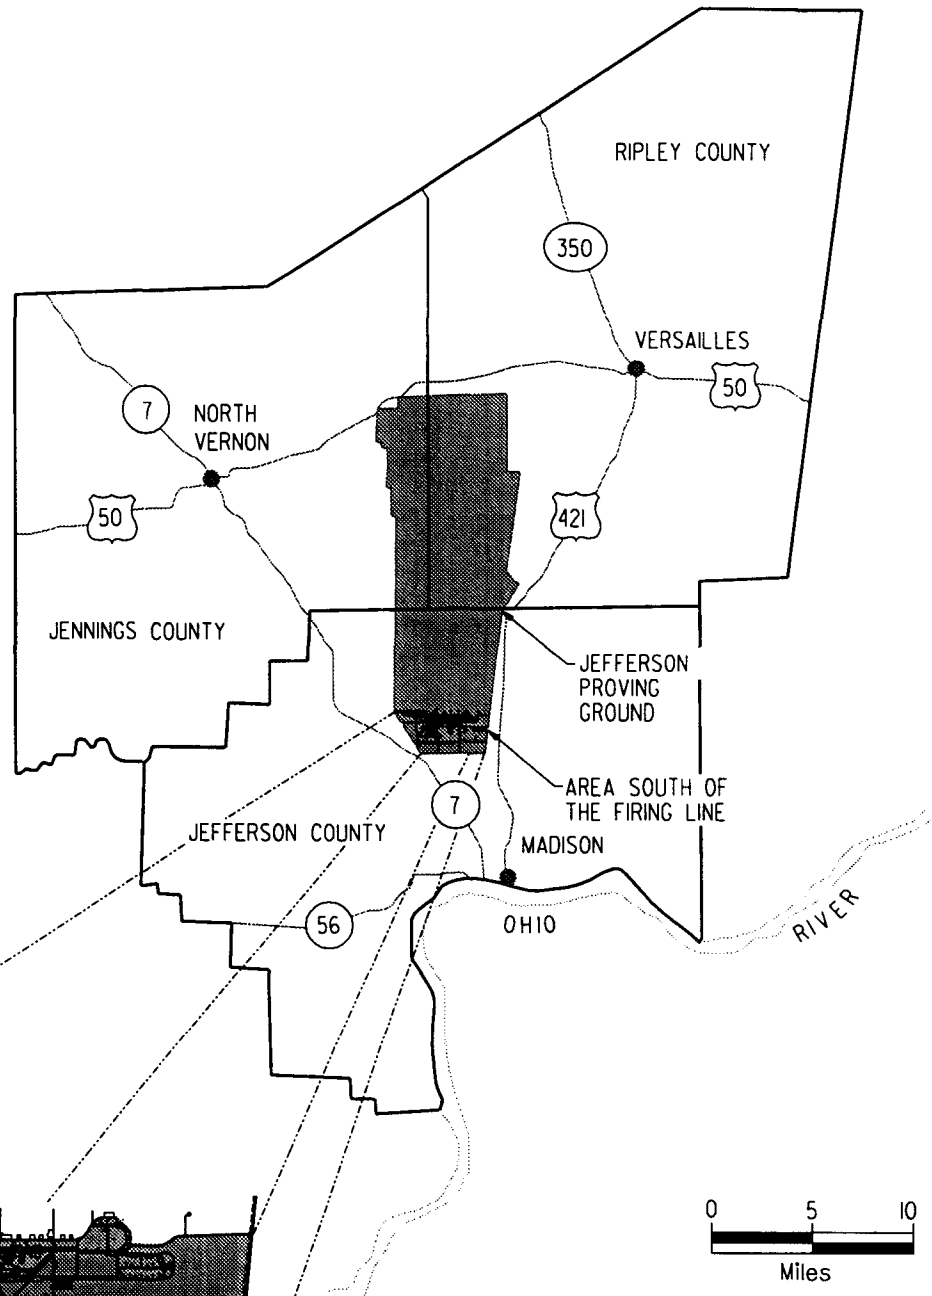 RIPLEY COUNTY
350
VERSAILLES
50
7
NORTH
VERNON
50
421
JENNINGS COUNTY
JEFFERSON
PROVING
GROUND
AREA SOUTH OF
THE FIRING LINE
7
JEFFERSON COUNTY
MADISON
56
OHIO
RIVER
0 5 10
Miles